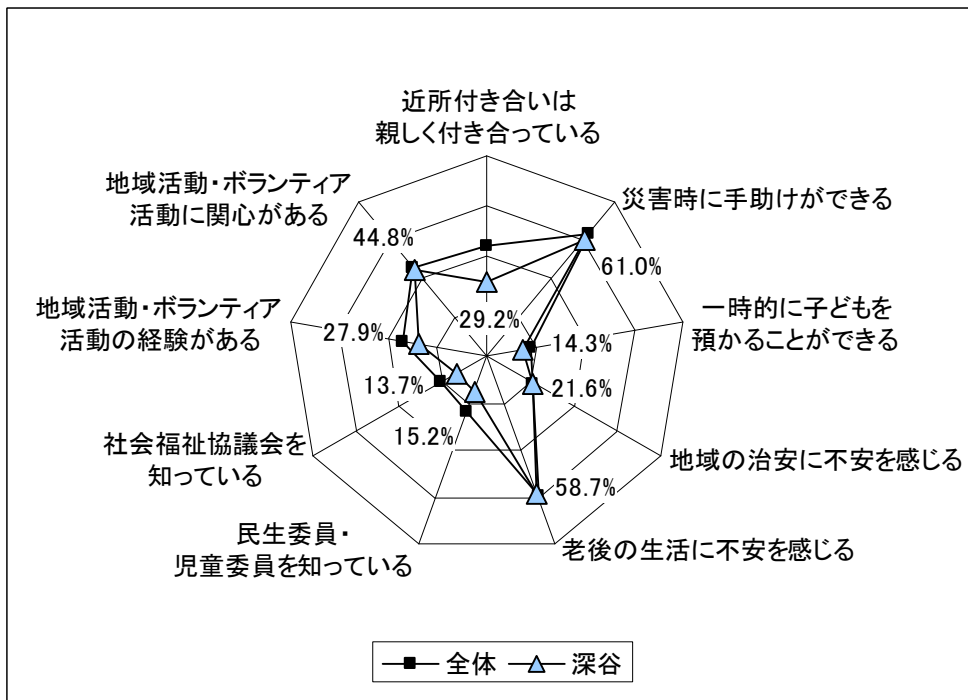 近所付き合いは
親しく付き合っている
災害時に手助けができる
61.0%
一時的に子どもを
預かることができる
14.3%
21.6%
地域の治安に不安を感じる
58.7%
老後の生活に不安を感じる
民生委員・
児童委員を知っている
15.2%
社会福祉協議会を
知っている
13.7%
地域活動・ボランティア
活動の経験がある
27.9%
地域活動・ボランティア
活動に関心がある
44.8%
29.2%
全体 深谷